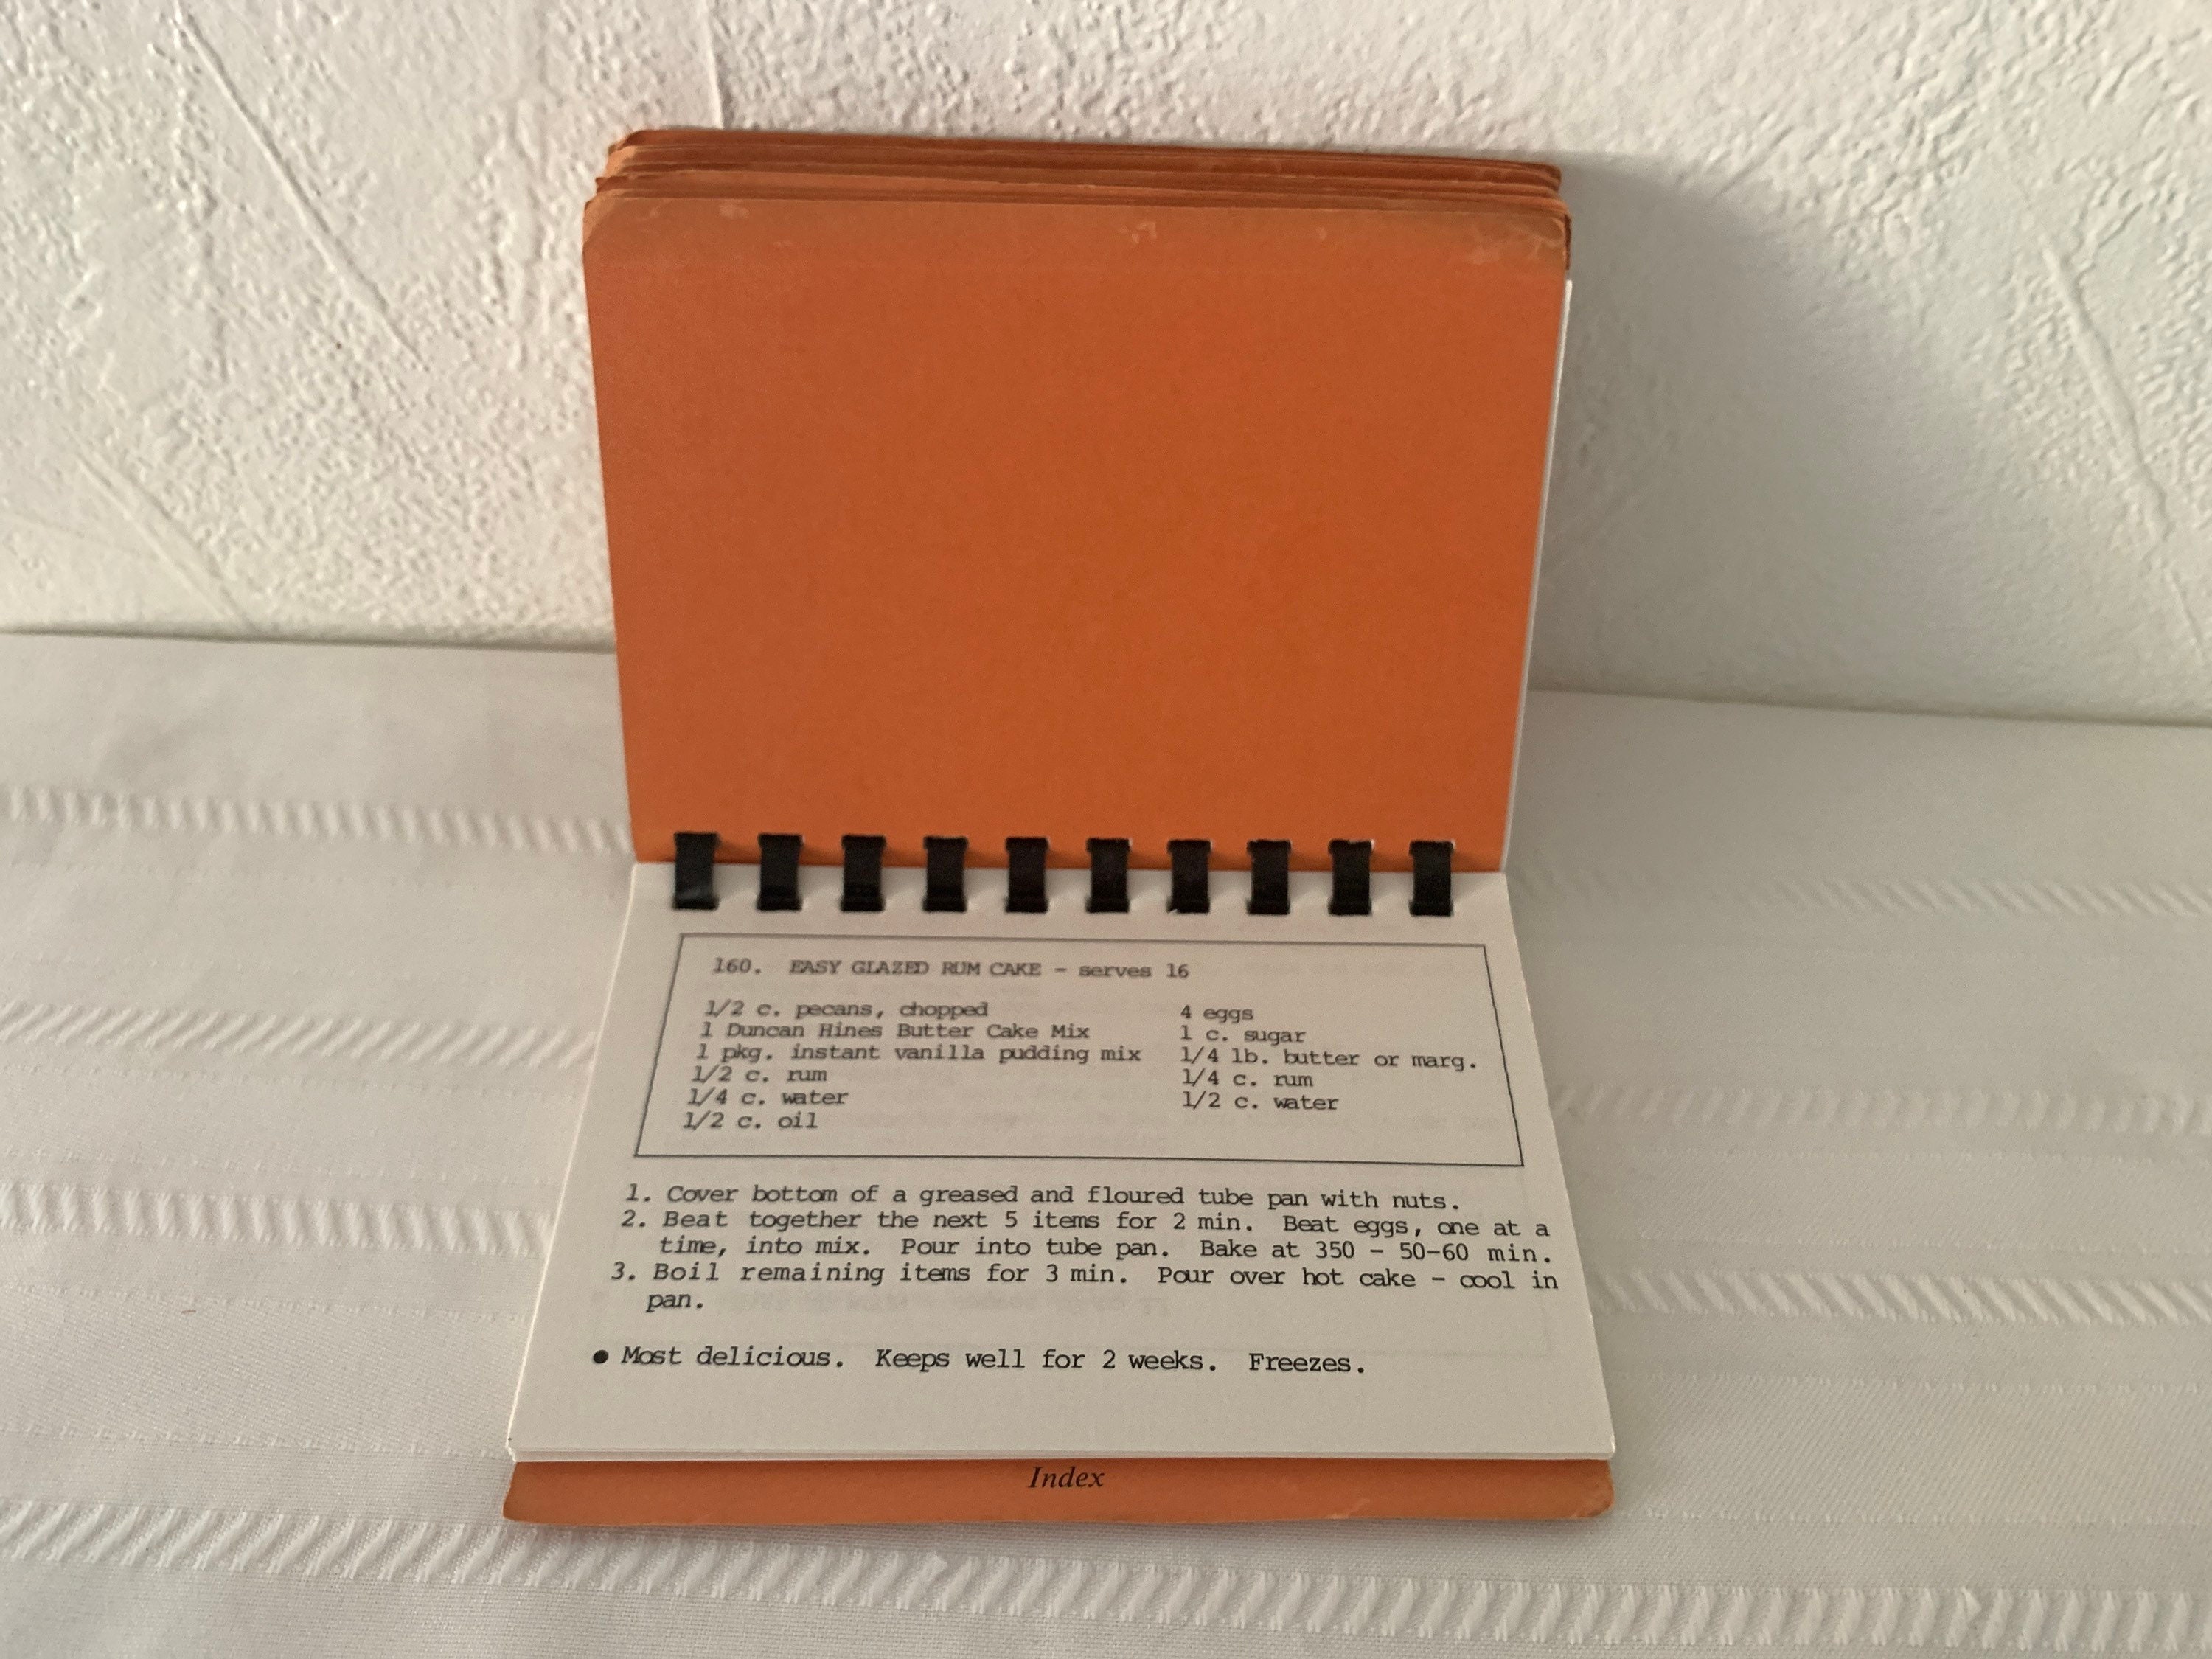 160. EASY GLAZED RUM CAKE - serves 16
1/2 c. pecans, chopped
1 Duncan Hines Butter Cake Mix
1 pkg. instant vanilla pudding mix
1/2 c. rum
1/4 c. water
1/2 c. oil
4 eggs
1 c. sugar
1/4 lb. butter or marg.
1/4 c. rum
1/2 c. water
1. Cover bottom of a greased and floured tube pan with nuts.
2. Beat together the next 5 items for 2 min. Beat eggs, one at a
time, into mix. Pour into tube pan. Bake at 350 - 50-60 min.
3. Boil remaining items for 3 min. Pour over hot cake - cool in
pan.
● Most delicious. Keeps well for 2 weeks. Freezes.
Index